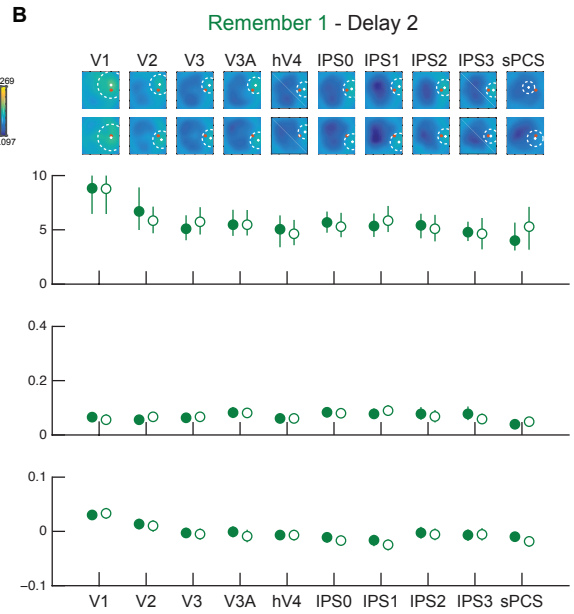 B
Remember 1 - Delay 2
V1 V2 V3 V3A hV4 IPS0 IPS1 IPS2 IPS3 sPCS
269
.097
10
5
0
0.4
0.2
0
0.1
0
−0.1
V1 V2 V3 V3A hV4 IPS0 IPS1 IPS2 IPS3 sPCS